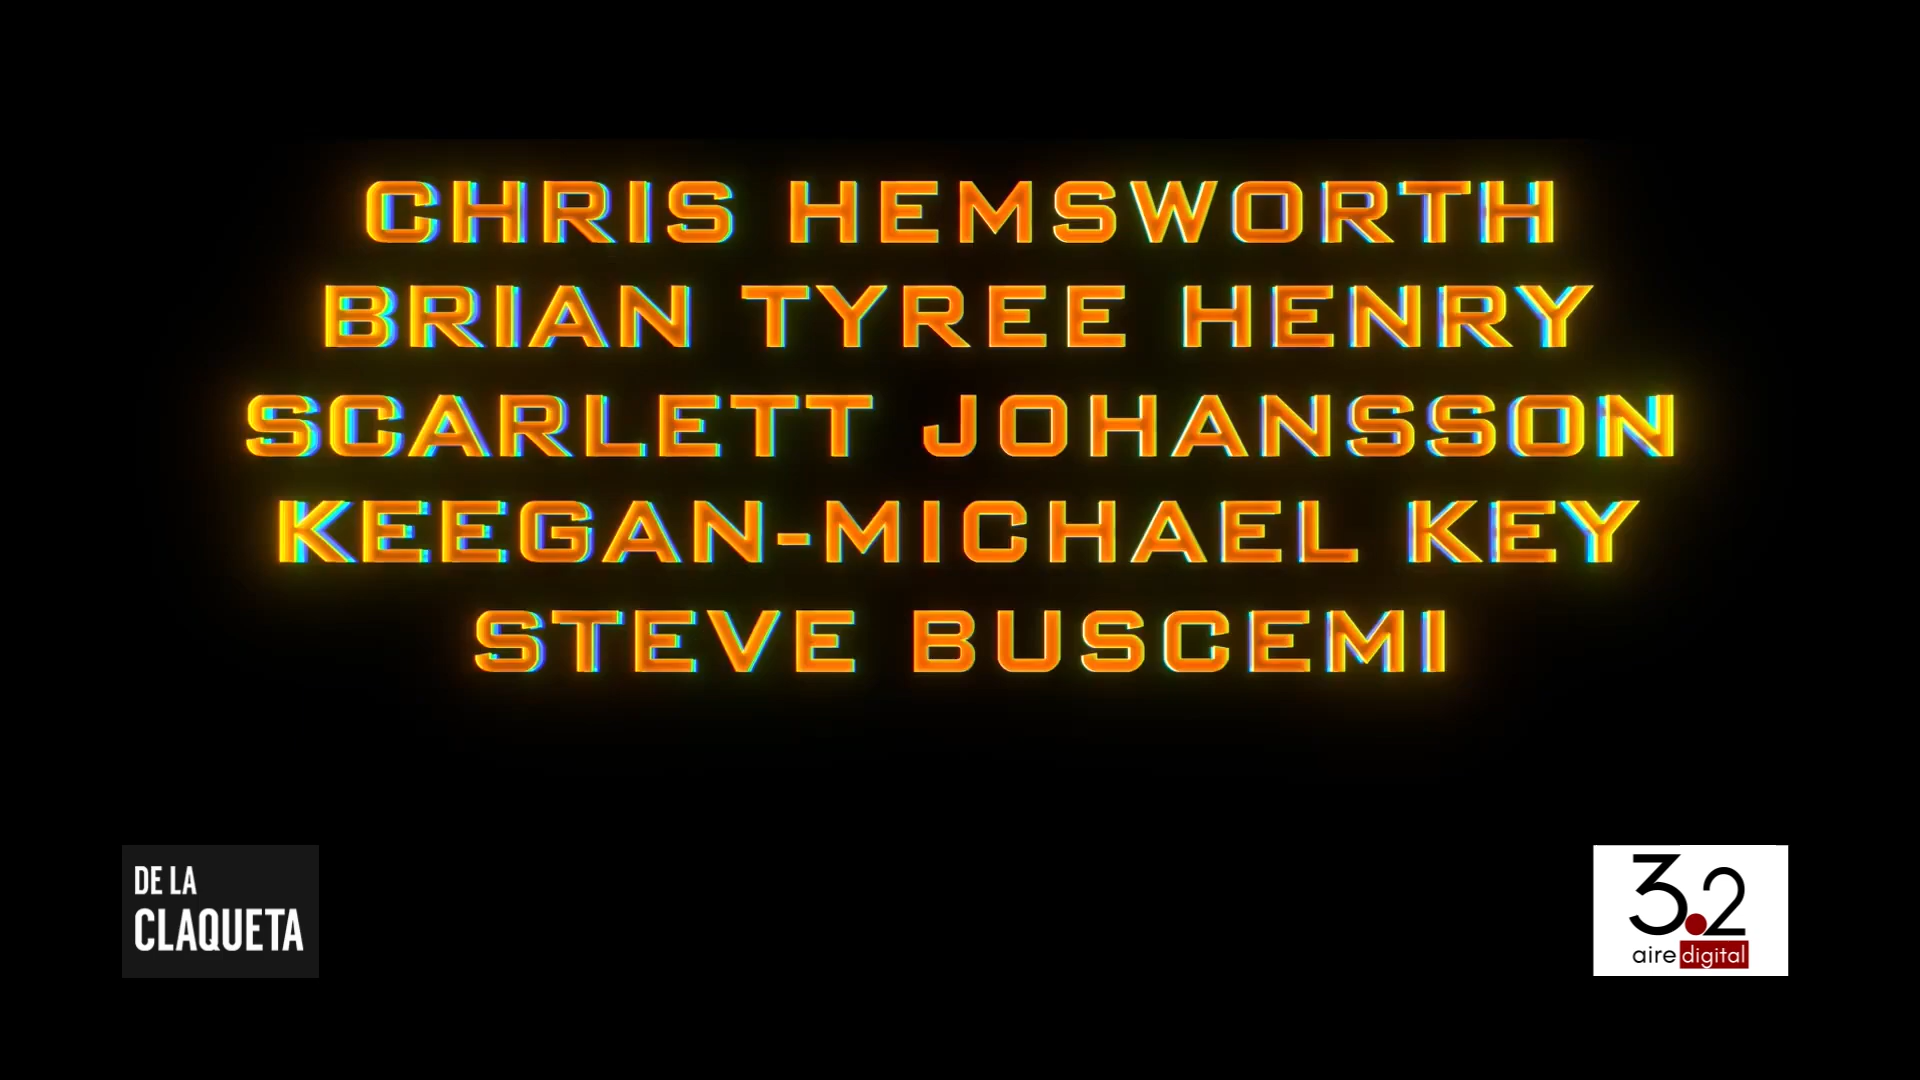 CHRIS HEMSWORTH
BRIAN TYREE HENRY
SCARLETT JOHANSSON
KEEGAN-MICHAEL KEY
STEVE BUSCEMI
DE LA
CLAQUETA
3.2
aire digital